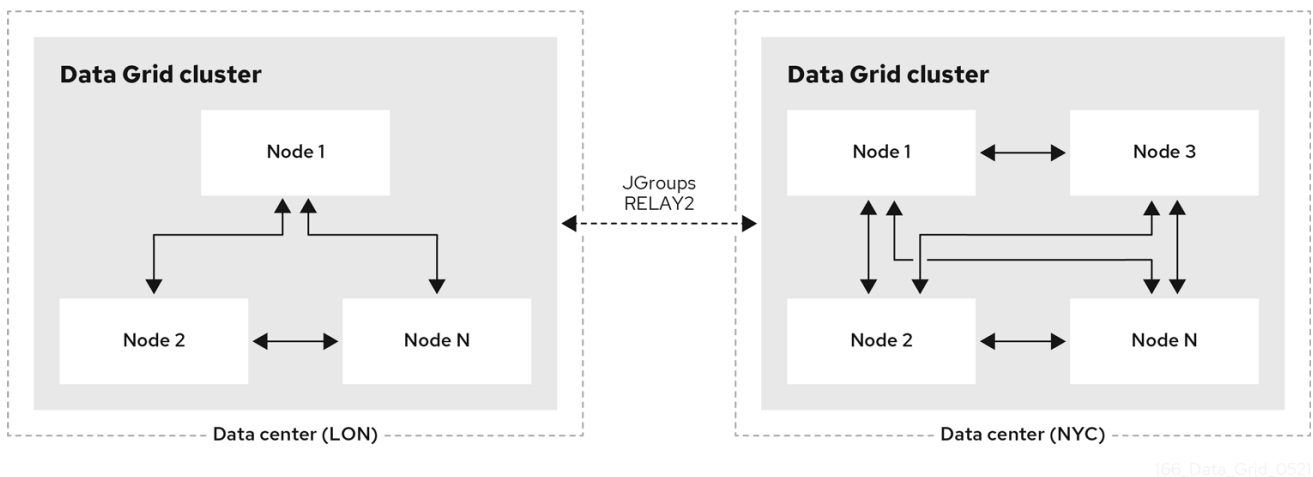 Data Grid cluster
Node 1
Node 2
Node N
Data center (LON)
JGroups
RELAY2
Data Grid cluster
Node 1
Node 3
Node 2
Node N
Data center (NYC)
166_Data_Grid_0521